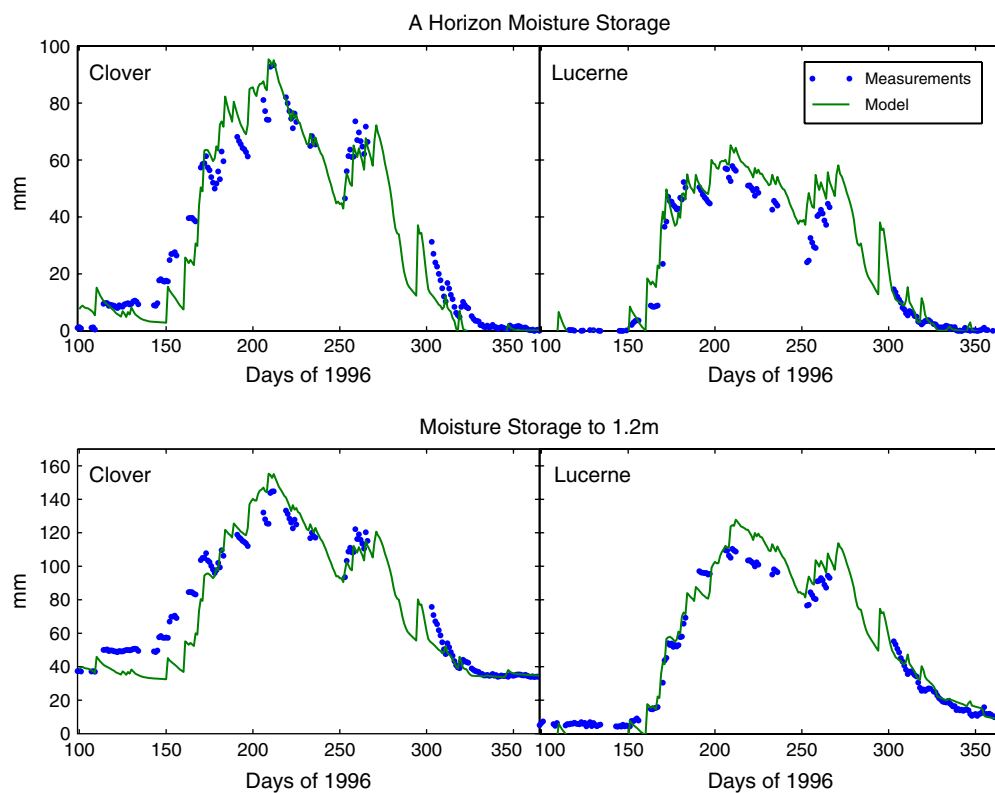 A Horizon Moisture Storage
100
80
60
40
20
0
mm
Clover
100 150 200 250 300 350
Days of 1996
Lucerne
Measurements
Model
100 150 200 250 300 350
Days of 1996
Moisture Storage to 1.2m
160
140
120
100
80
60
40
20
0
mm
Clover
100 150 200 250 300 350
Days of 1996
Lucerne
100 150 200 250 300 350
Days of 1996